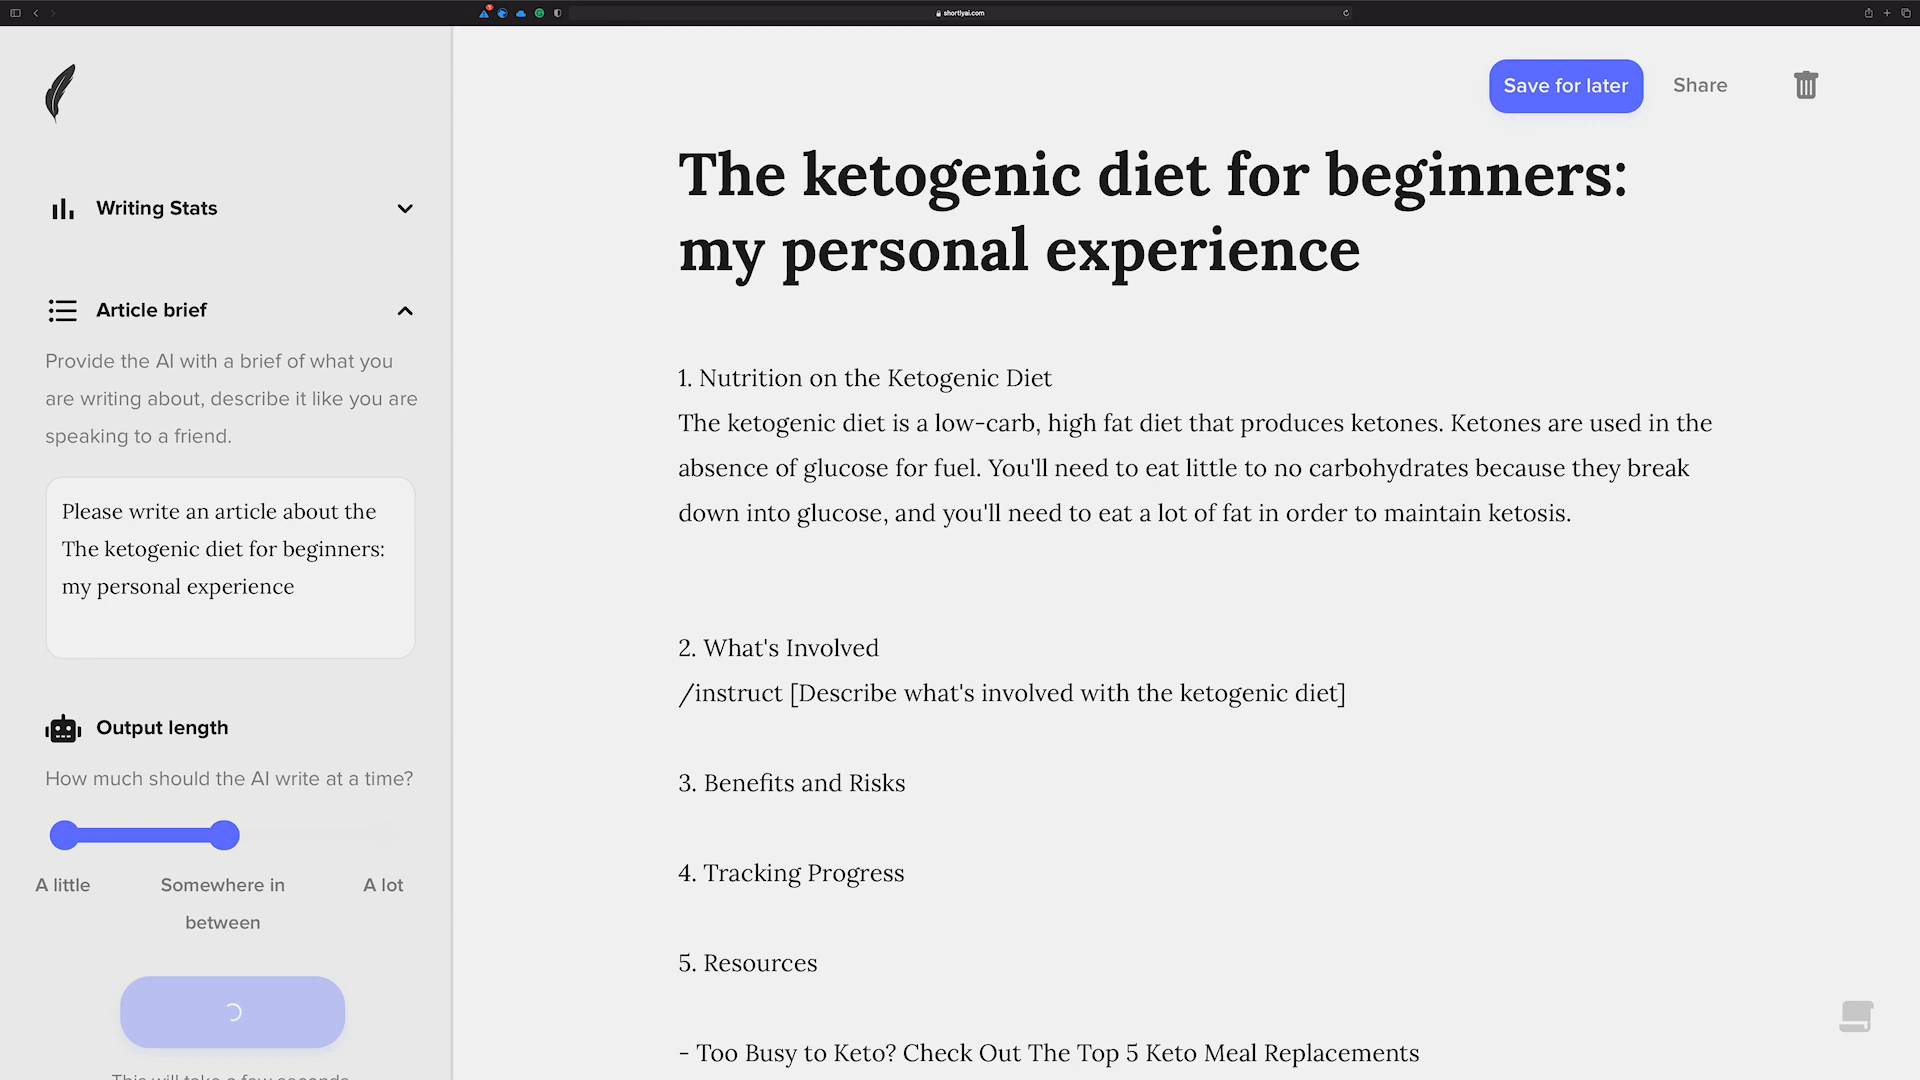 shortlyai.com
Save for later
Share
Writing Stats
Article brief
Provide the AI with a brief of what you
are writing about, describe it like you are
speaking to a friend.
Please write an article about the
The ketogenic diet for beginners:
my personal experience
Output length
How much should the AI write at a time?
A little
Somewhere in
between
A lot
This will take a few seconds
The ketogenic diet for beginners:
my personal experience
1. Nutrition on the Ketogenic Diet
The ketogenic diet is a low-carb, high fat diet that produces ketones. Ketones are used in the
absence of glucose for fuel. You'll need to eat little to no carbohydrates because they break
down into glucose, and you'll need to eat a lot of fat in order to maintain ketosis.
2. What's Involved
/instruct [Describe what's involved with the ketogenic diet]
3. Benefits and Risks
4. Tracking Progress
5. Resources
- Too Busy to Keto? Check Out The Top 5 Keto Meal Replacements